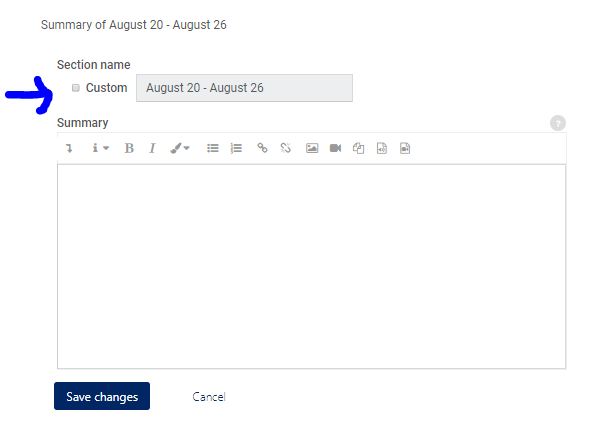 Summary of August 20 - August 26
Section name
Custom August 20 - August 26
Summary
?
i B I
Save changes Cancel